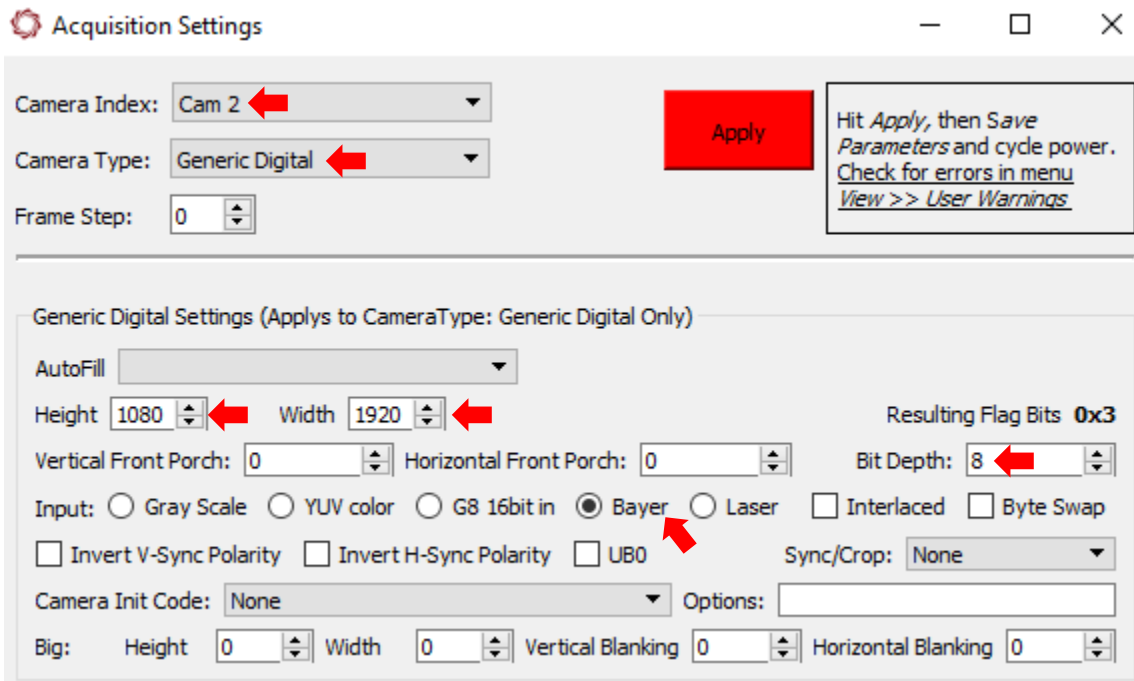 Acquisition Settings
Camera Index: Cam 2
Apply
Hit Apply, then Save
Parameters and cycle power.
Check for errors in menu
View >> User Warnings
Camera Type: Generic Digital
Frame Step: 0
Generic Digital Settings (Applys to CameraType: Generic Digital Only)
AutoFill
Height 1080 Width 1920 Resulting Flag Bits 0x3
Vertical Front Porch: 0 Horizontal Front Porch: 0 Bit Depth: 8
Input: Gray Scale YUV color G8 16bit in Bayer Laser Interlaced Byte Swap
Invert V-Sync Polarity Invert H-Sync Polarity UB0 Sync/Crop: None
Camera Init Code: None Options:
Big: Height 0 Width 0 Vertical Blanking 0 Horizontal Blanking 0